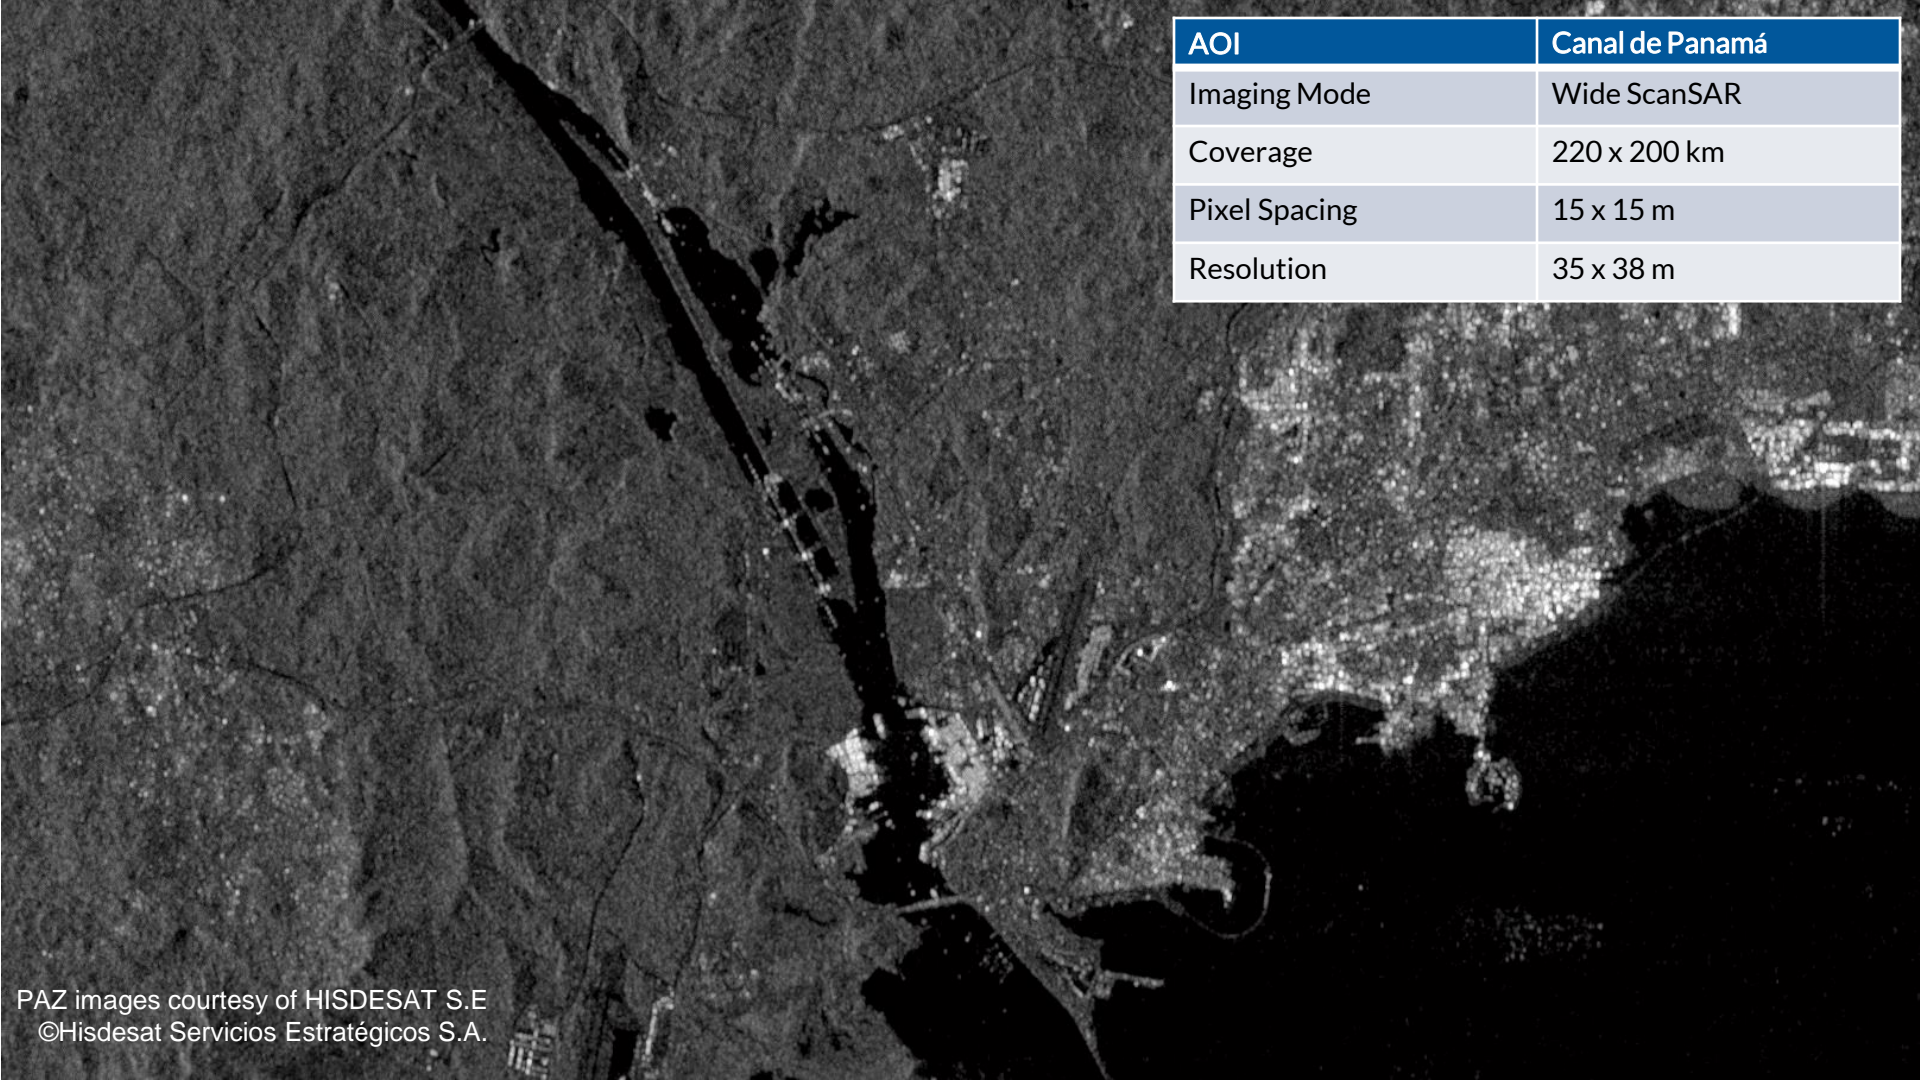 AOI Canal de Panamá
Imaging Mode Wide ScanSAR
Coverage 220 x 200 km
Pixel Spacing 15 x 15 m
Resolution 35 x 38 m
PAZ images courtesy of HISDESAT S.E
©Hisdesat Servicios Estratégicos S.A.